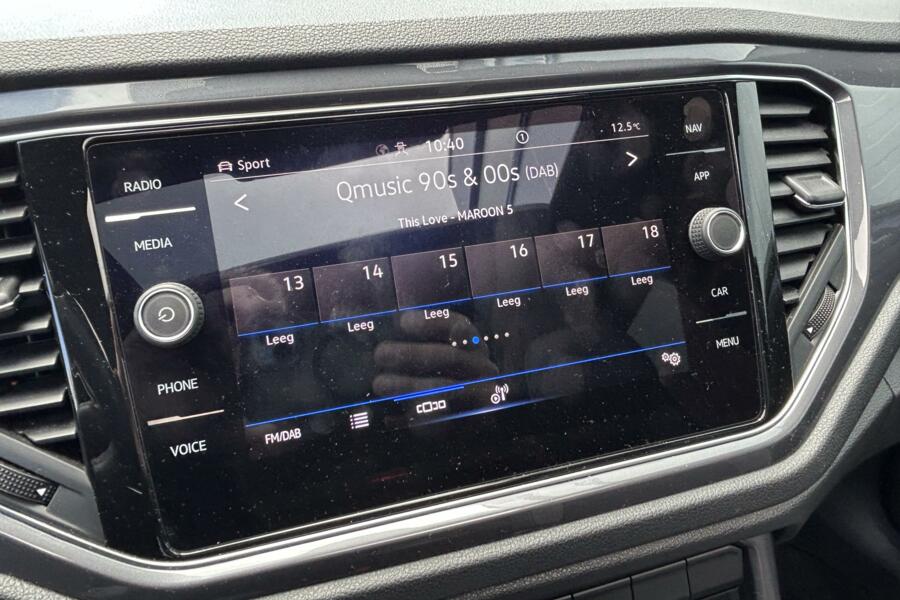 RADIO
MEDIA
PHONE
VOICE
Sport
10:40
1
12.5°C
Qmusic 90s & 00s (DAB)
This Love - MAROON 5
13 14 15 16 17 18
Leeg Leeg Leeg Leeg Leeg Leeg
FM/DAB
NAV
APP
CAR
MENU